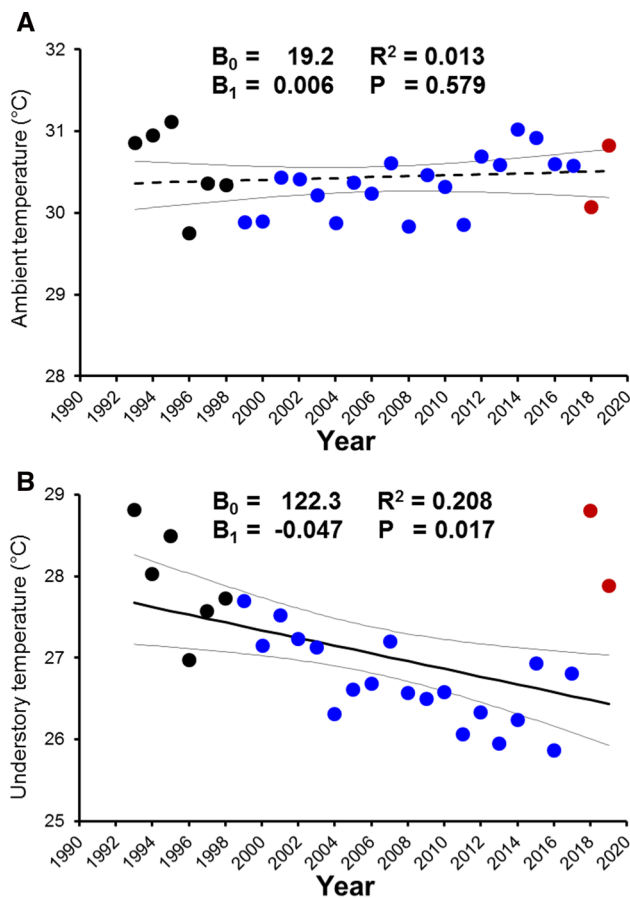 A
B₀ = 19.2 R² = 0.013
B₁ = 0.006 P = 0.579
Ambient temperature (°C)
32
31
30
29
28
1990 1992 1994 1996 1998 2000 2002 2004 2006 2008 2010 2012 2014 2016 2018 2020
Year
B
B₀ = 122.3 R² = 0.208
B₁ = -0.047 P = 0.017
Understory temperature (°C)
29
28
27
26
25
1990 1992 1994 1996 1998 2000 2002 2004 2006 2008 2010 2012 2014 2016 2018 2020
Year